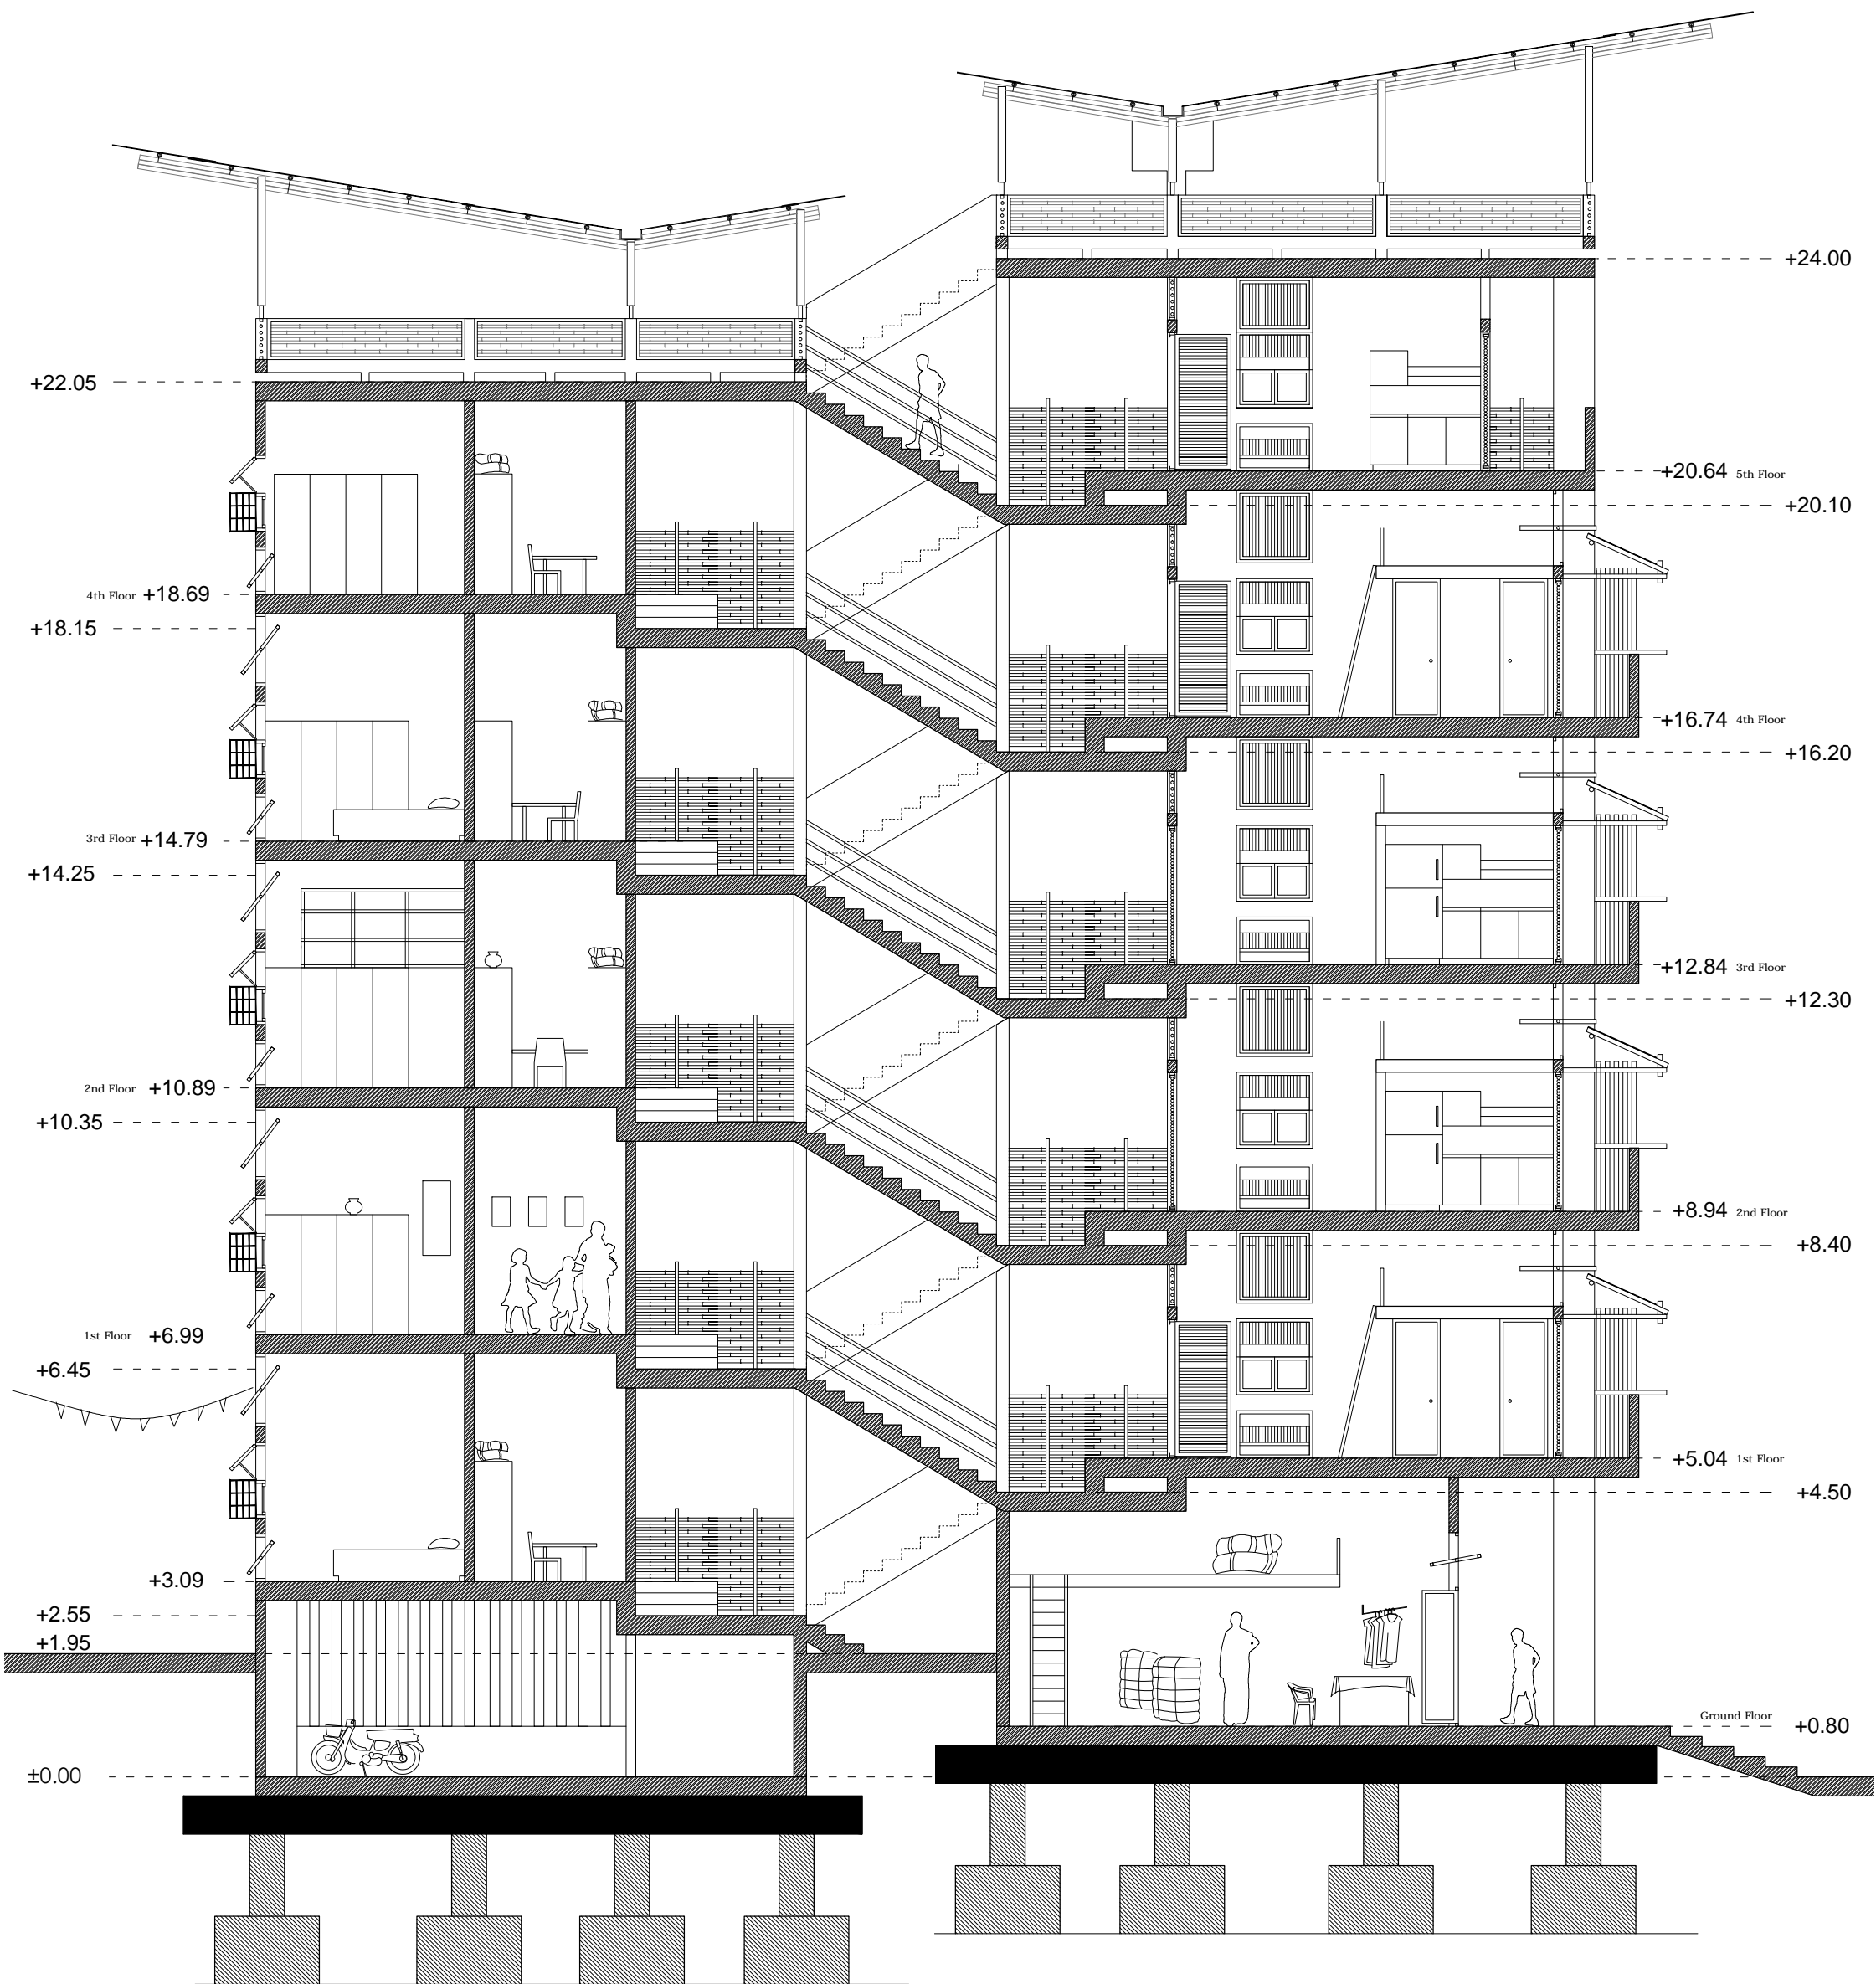 +24.00
+22.05
+20.64 5th Floor
+20.10
4th Floor +18.69
+18.15
+16.74 4th Floor
+16.20
3rd Floor +14.79
+14.25
+12.84 3rd Floor
+12.30
2nd Floor +10.89
+10.35
+8.94 2nd Floor
+8.40
1st Floor +6.99
+6.45
+5.04 1st Floor
+4.50
+3.09
+2.55
+1.95
Ground Floor +0.80
±0.00